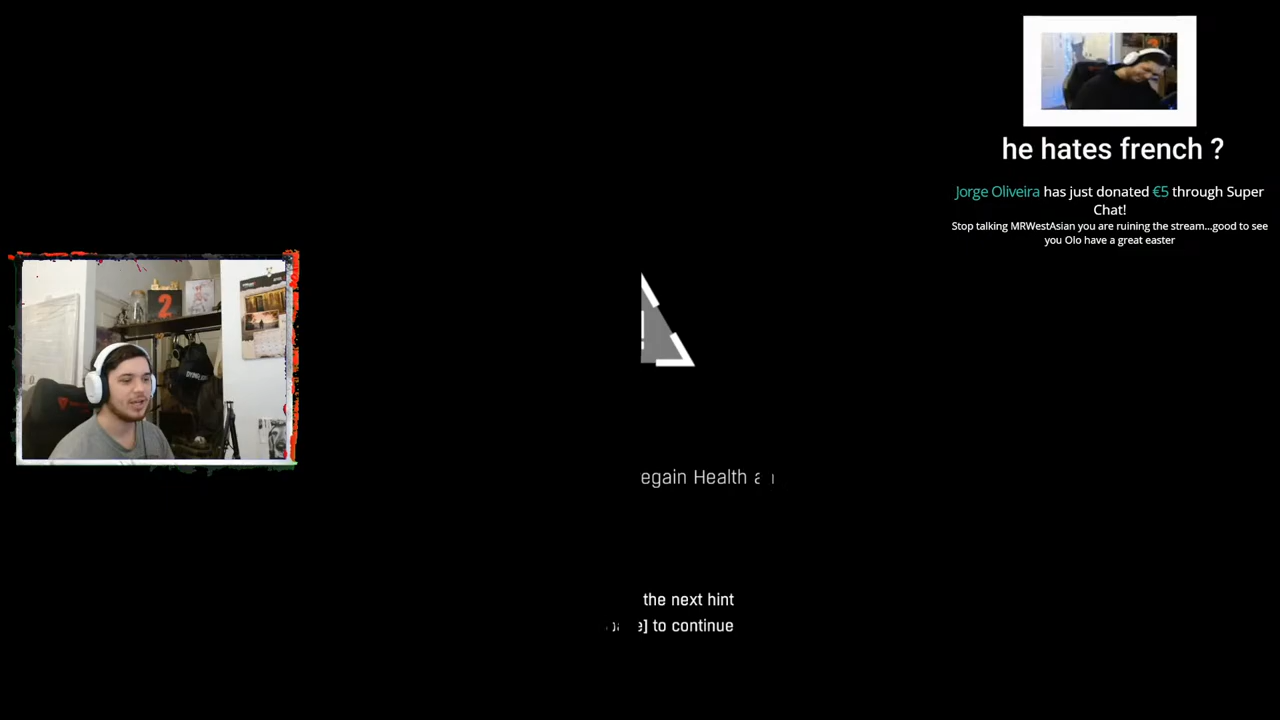 he hates french ?
Jorge Oliveira has just donated €5 through Super
Chat!
Stop talking MRWestAsian you are ruining the stream...good to see
you Olo have a great easter
2
egain Health a
the next hint
e] to continue